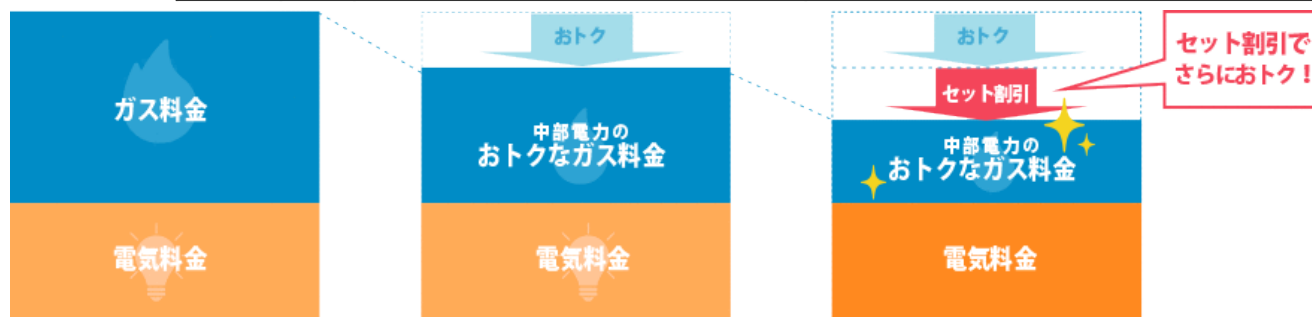 ガス料金
電気料金
おトク
中部電力の
おトクなガス料金
電気料金
おトク
セット割引
中部電力の
おトクなガス料金
電気料金
セット割引で
さらにおトク！